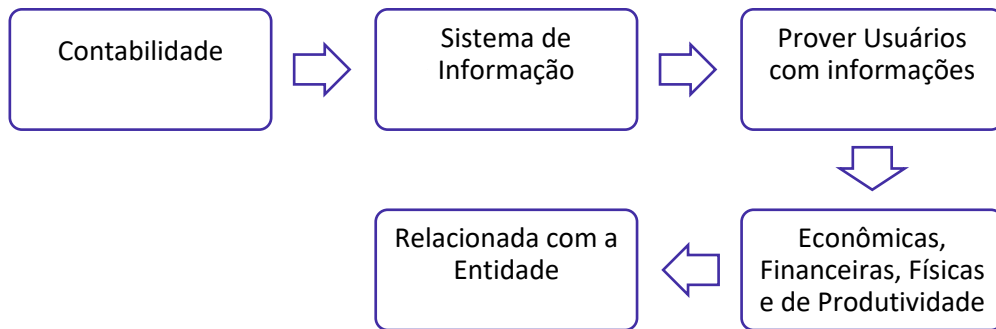 Contabilidade
Sistema de
Informação
Prover Usuários
com informações
Econômicas,
Financeiras, Físicas
e de Produtividade
Relacionada com a
Entidade